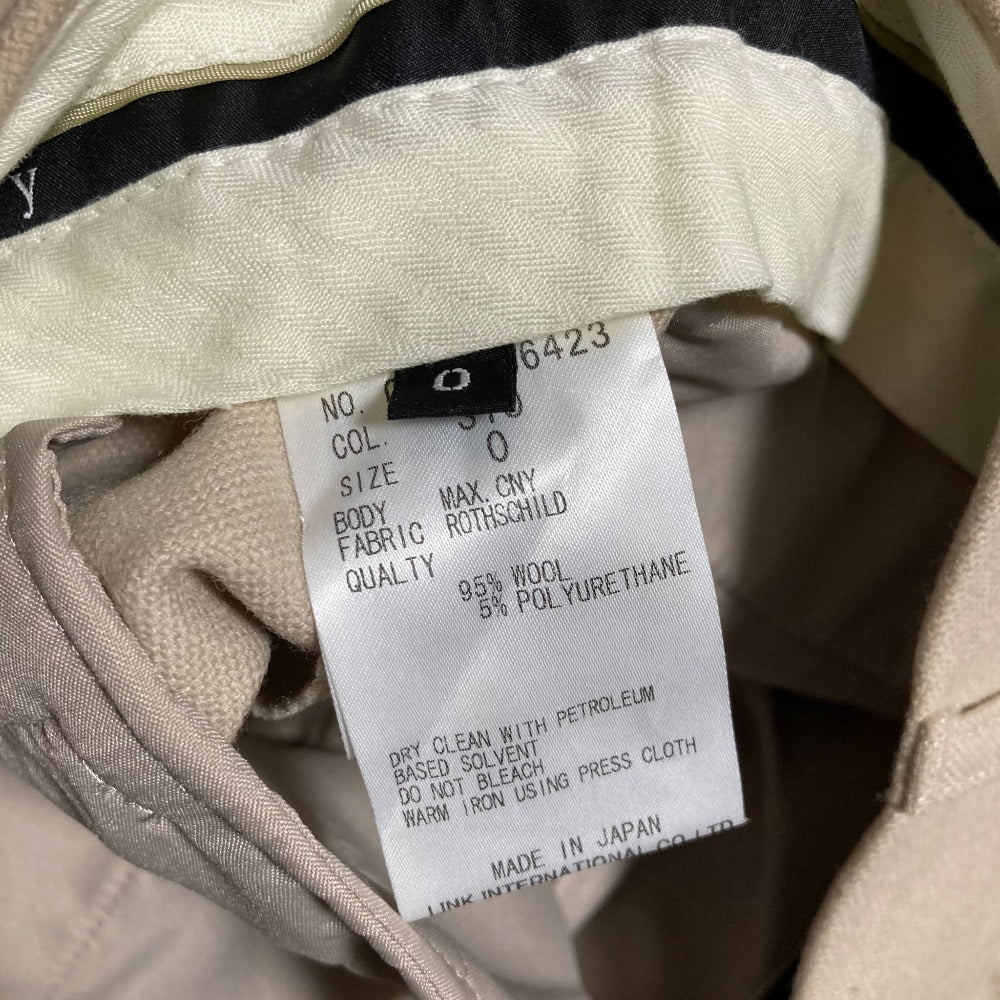 y
0
NO. 6423
COL.
SIZE 0
BODY MAX. CNY
FABRIC ROTHSCHILD
QUALTY
95% WOOL
5% POLYURETHANE
DRY CLEAN WITH PETROLEUM
BASED SOLVENT
DO NOT BLEACH
WARM IRON USING PRESS CLOTH
MADE IN JAPAN
LINK INTERNATIONAL CO.LTD.